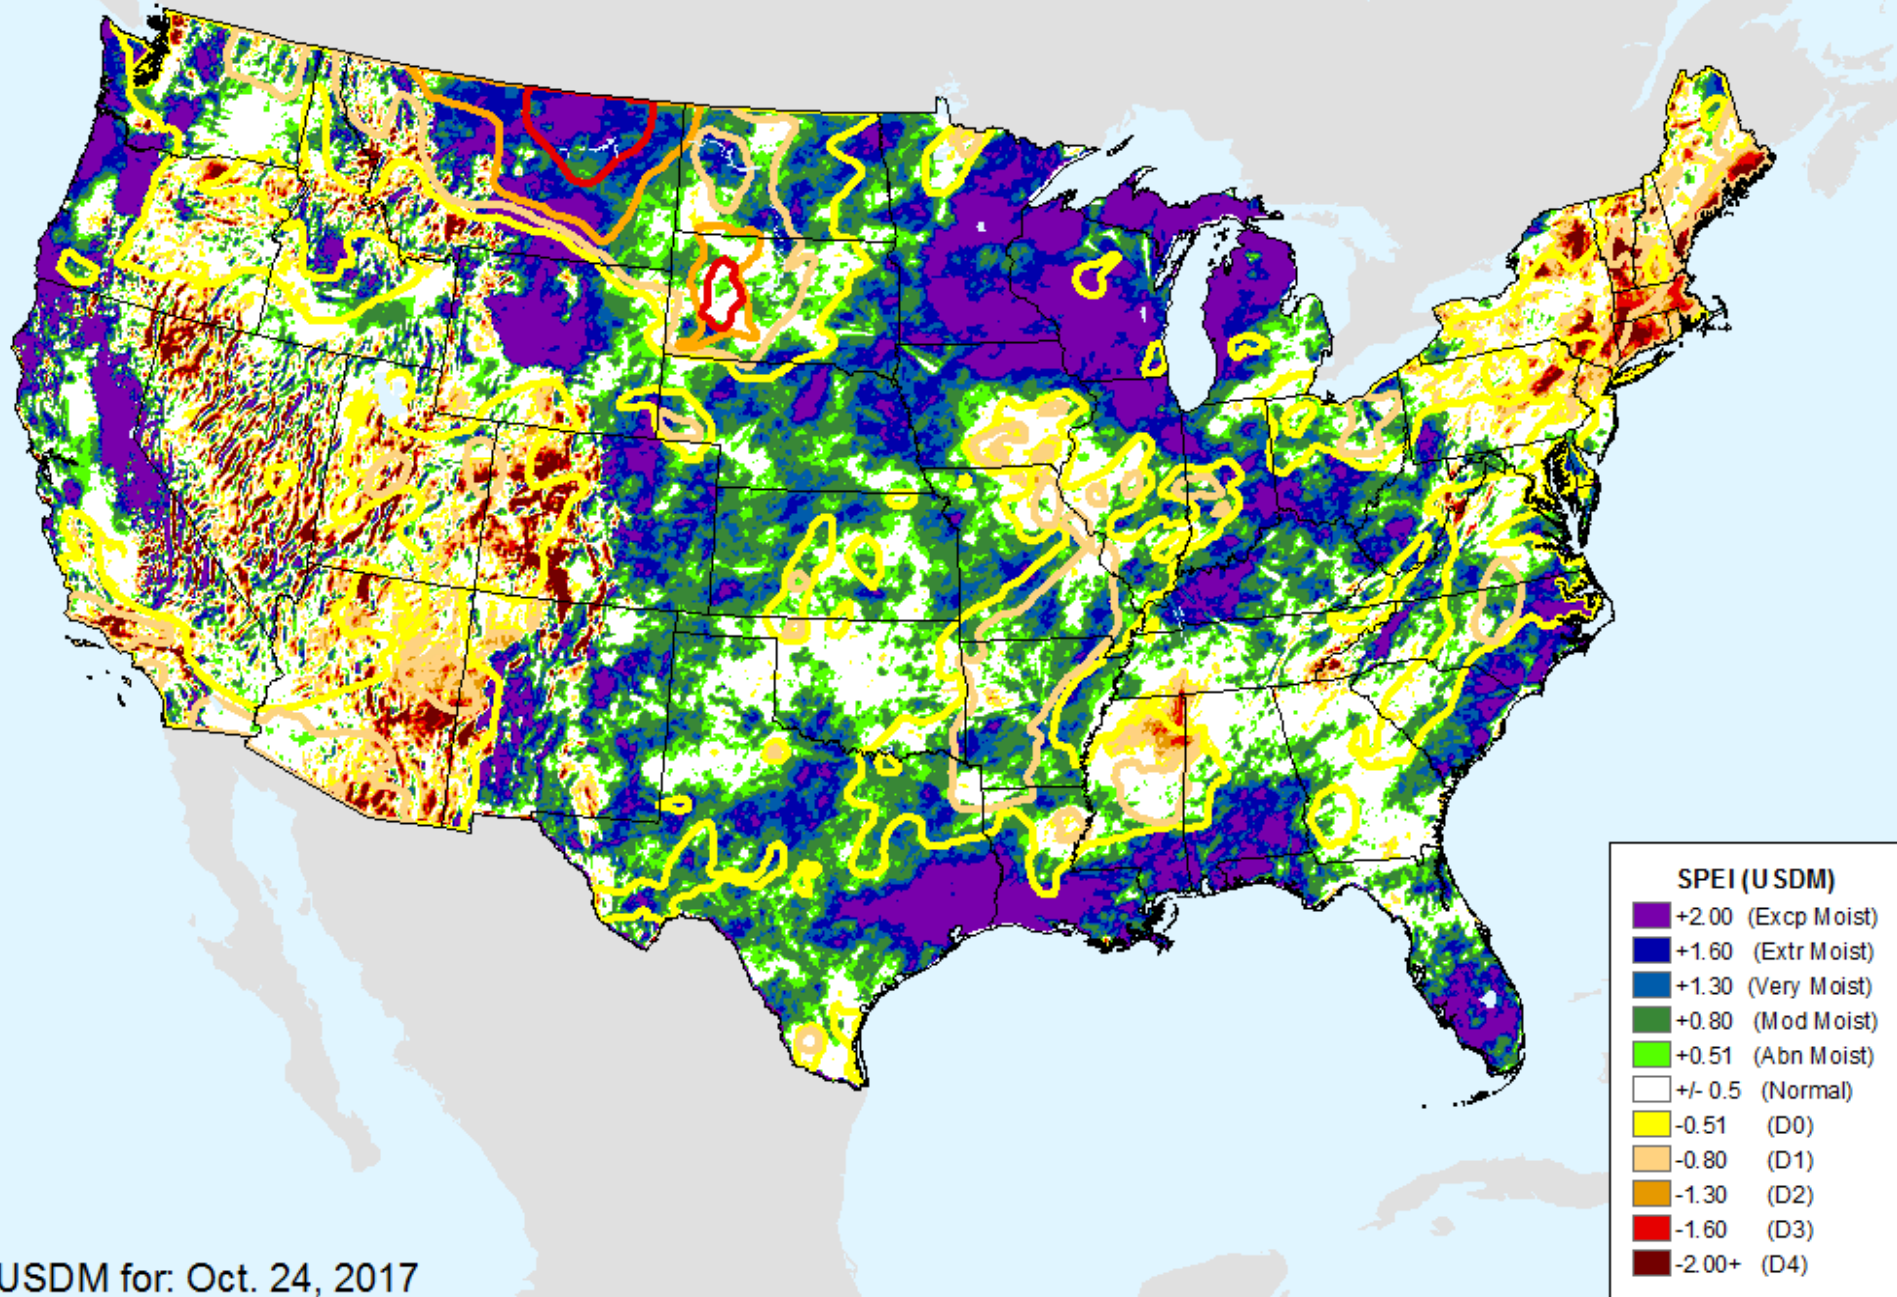 SPEI (USDM)
+2.00 (Excp Moist)
+1.60 (Extr Moist)
+1.30 (Very Moist)
+0.80 (Mod Moist)
+0.51 (Abn Moist)
+/- 0.5 (Normal)
-0.51 (D0)
-0.80 (D1)
-1.30 (D2)
-1.60 (D3)
-2.00+ (D4)
USDM for: Oct. 24, 2017